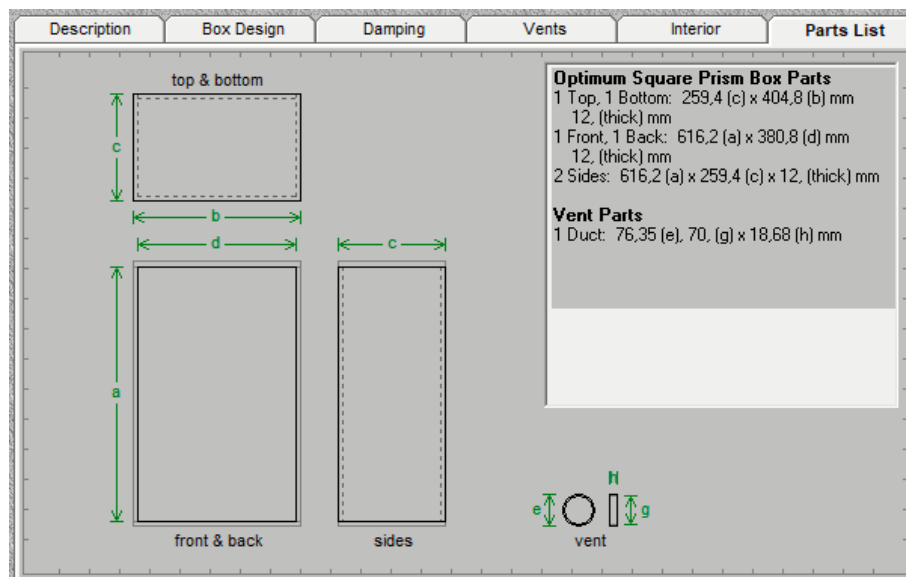 Description
Box Design
Damping
Vents
Interior
Parts List
top & bottom
c
b
d
c
a
front & back
sides
Optimum Square Prism Box Parts
1 Top, 1 Bottom: 259,4 (c) x 404,8 (b) mm
12, (thick) mm
1 Front, 1 Back: 616,2 (a) x 380,8 (d) mm
12, (thick) mm
2 Sides: 616,2 (a) x 259,4 (c) x 12, (thick) mm
Vent Parts
1 Duct: 76,35 (e), 70, (g) x 18,68 (h) mm
e
g
vent